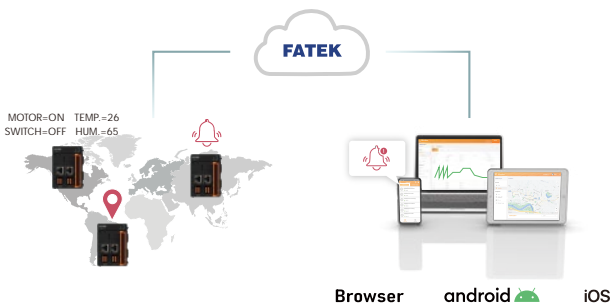 FATEK
MOTOR=ON TEMP.=26
SWITCH=OFF HUM.=65
Browser
android
iOS